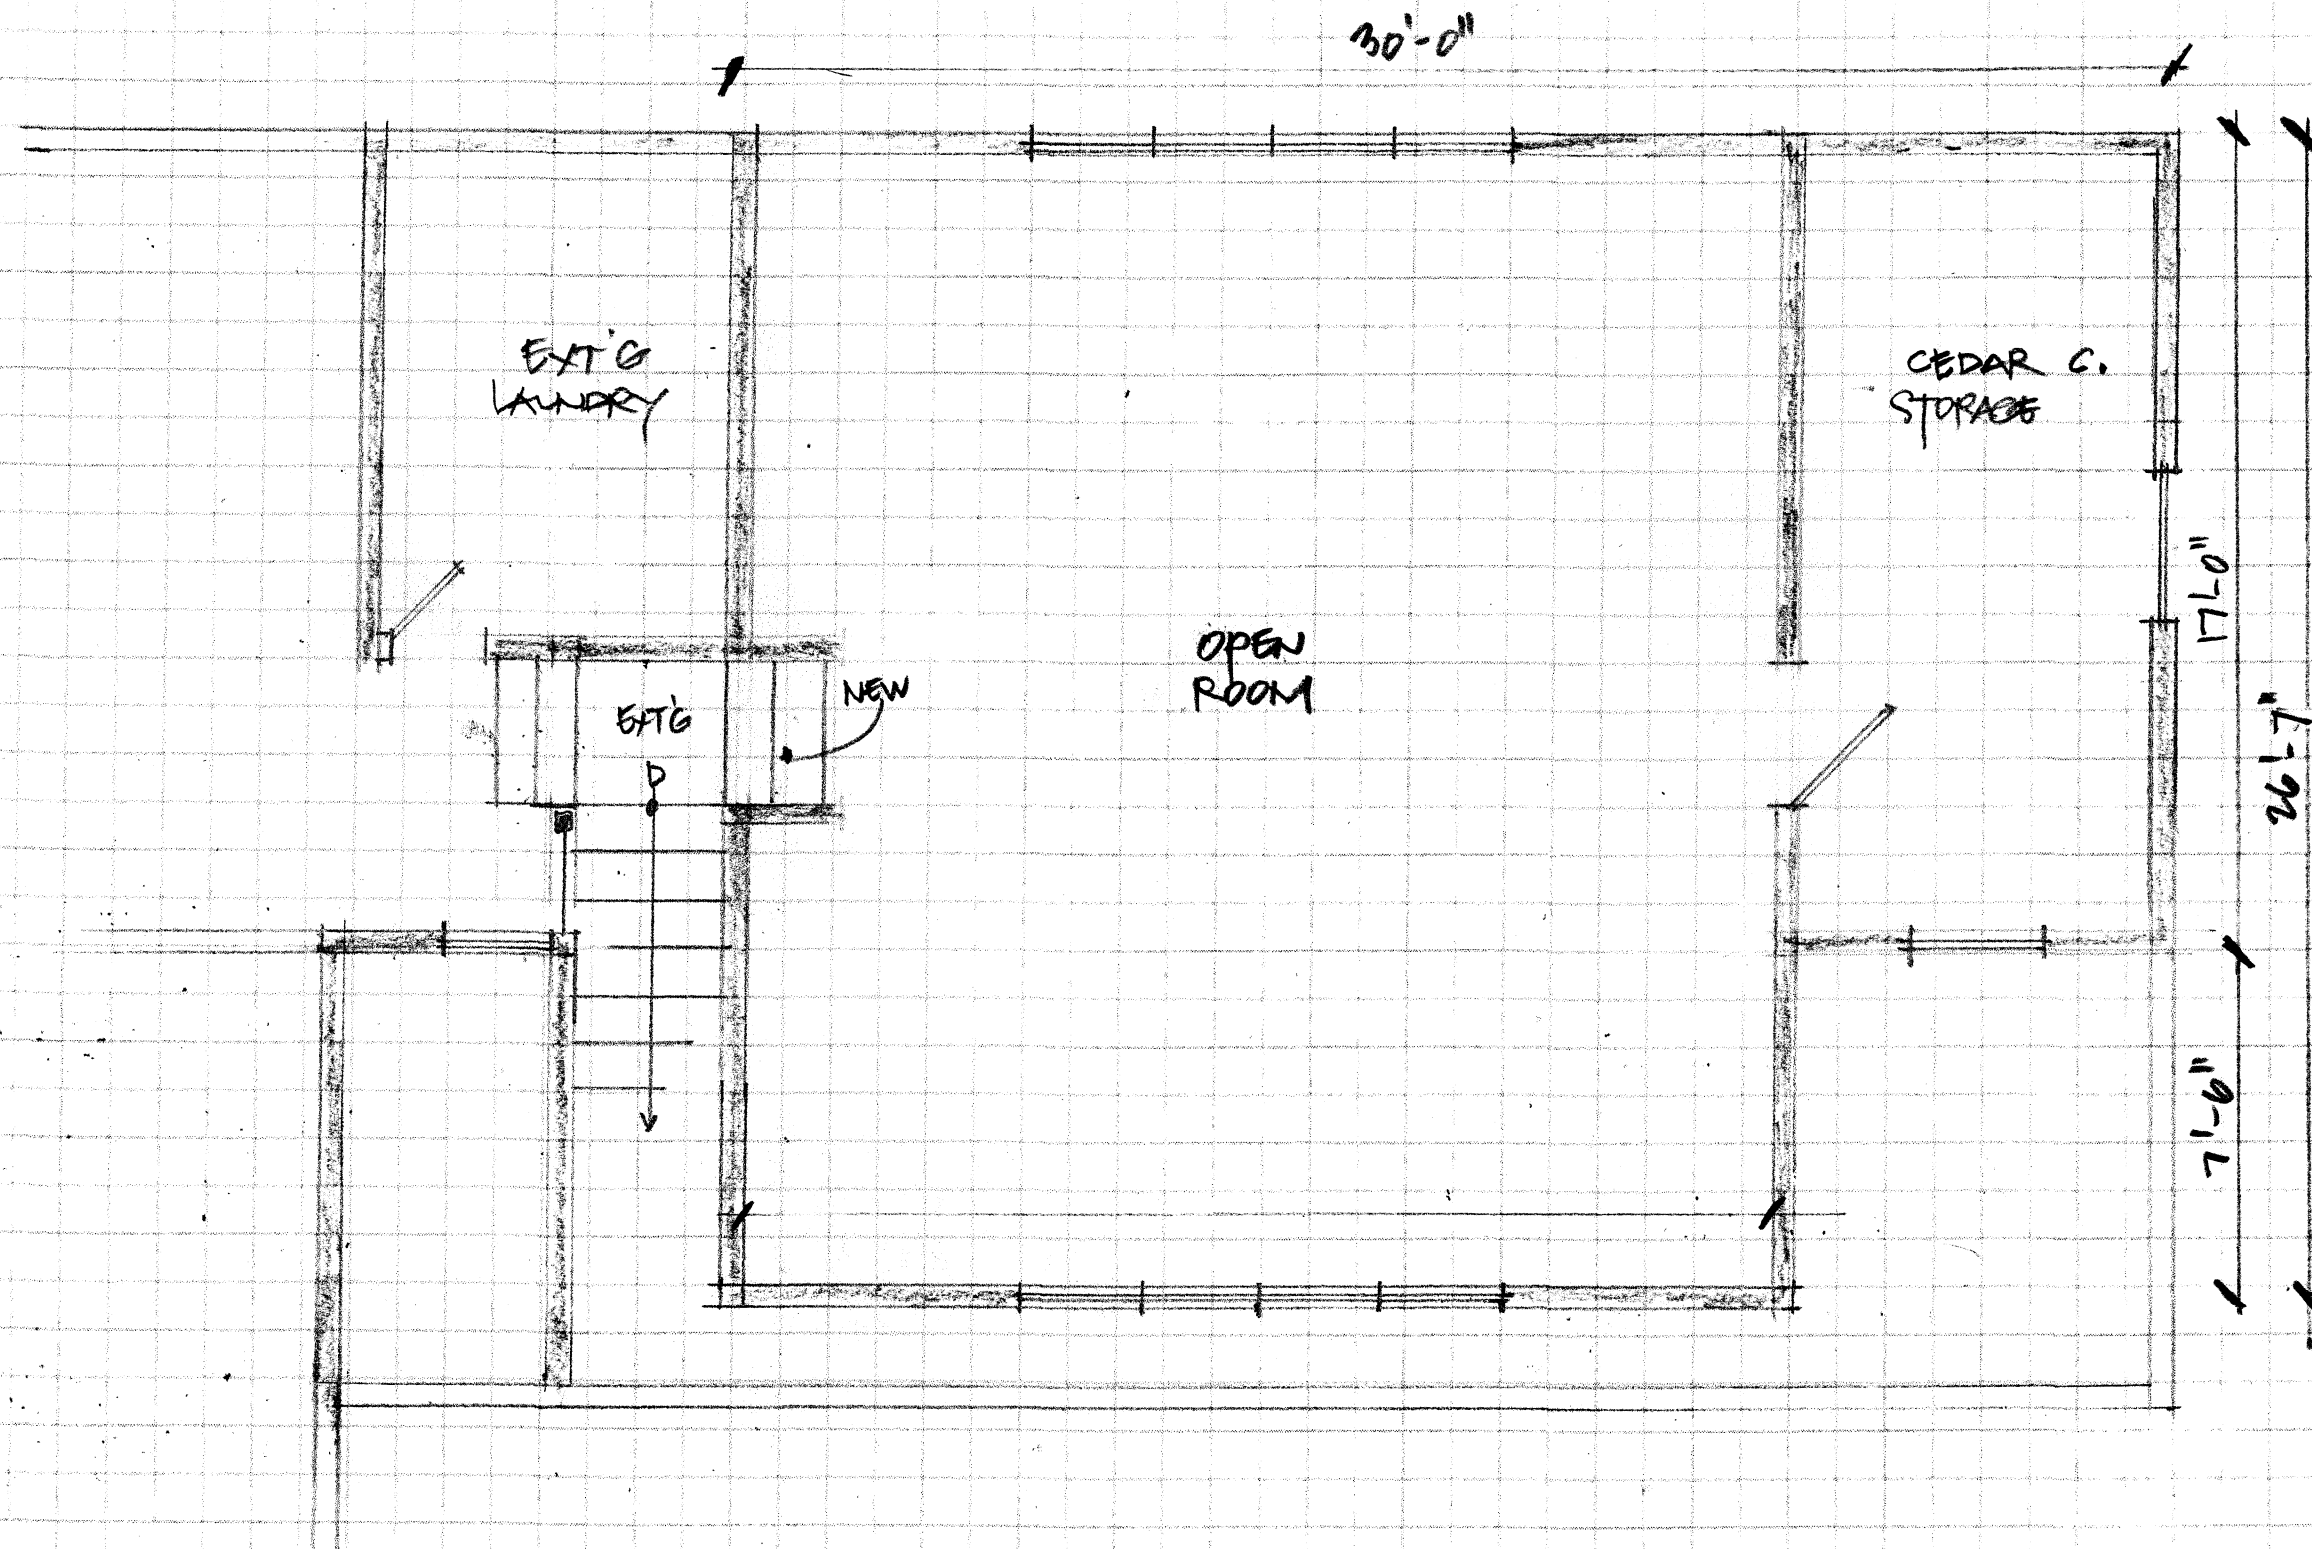 30'-0"
EXT'G
LAUNDRY
CEDAR C.
STORAGE
17'-0"
OPEN
ROOM
NEW
EXT'G
26'-7"
D
7'-6"